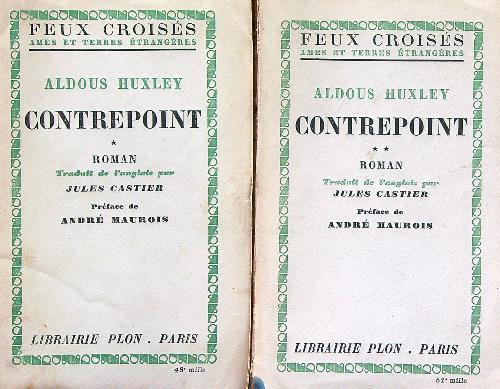 FEUX CROISÉS
AMES ET TERRES ÉTRANGÈRES
ALDOUS HUXLEY
CONTREPOINT
*
ROMAN
Traduit de l'anglais par
JULES CASTIER
Préface de
ANDRÉ MAUROIS
LIBRAIRIE PLON . PARIS
48e mille
FEUX CROISÉS
AMES ET TERRES ÉTRANGÈRES
ALDOUS HUXLEY
CONTREPOINT
* *
ROMAN
Traduit de l'anglais par
JULES CASTIER
Préface de
ANDRÉ MAUROIS
LIBRAIRIE PLON . PARIS
51e mille